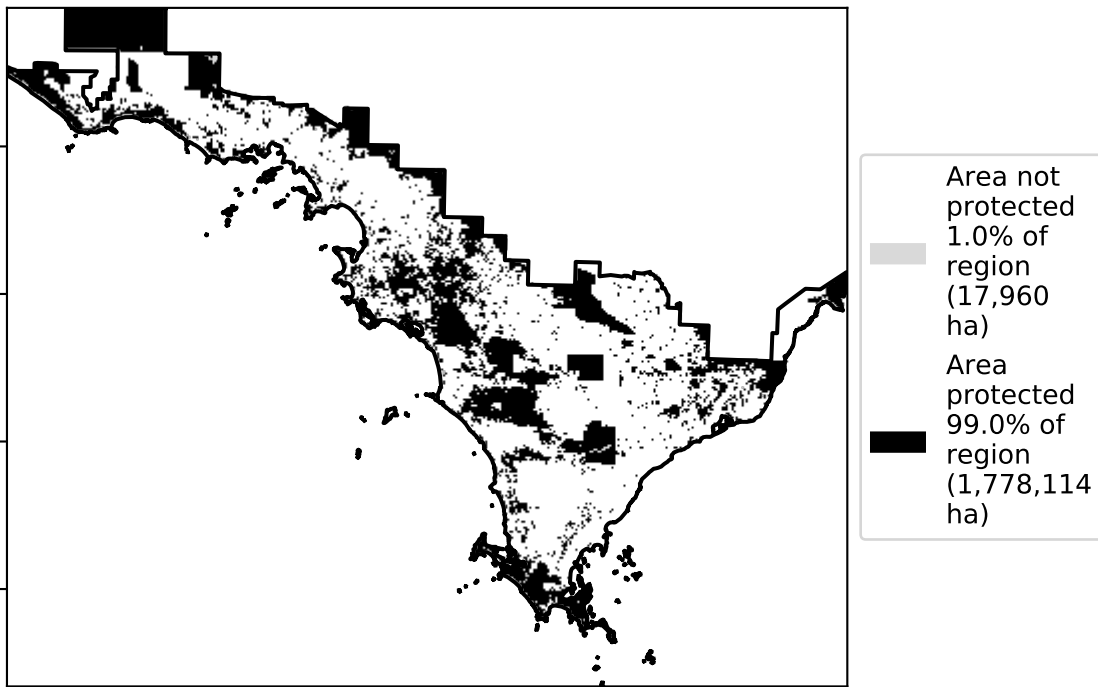 Area not
protected
1.0% of
region
(17,960
ha)
Area
protected
99.0% of
region
(1,778,114
ha)